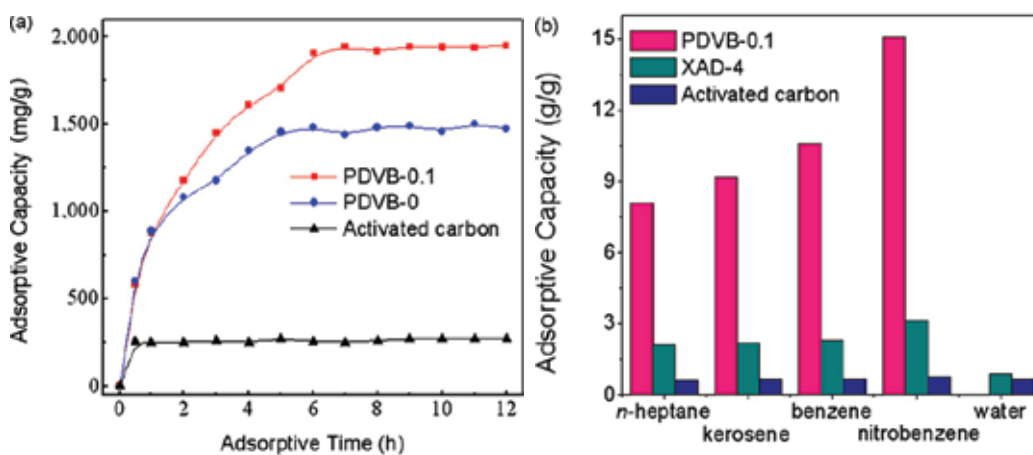 (a)
2.000
1.500
1.000
500
0
0
2
4
6
8
10
12
Adsorptive Capacity (mg/g)
Adsorptive Time (h)
PDVB-0.1
PDVB-0
Activated carbon
(b)
15
12
9
6
3
0
Adsorptive Capacity (g/g)
PDVB-0.1
XAD-4
Activated carbon
n-heptane
kerosene
benzene
nitrobenzene
water